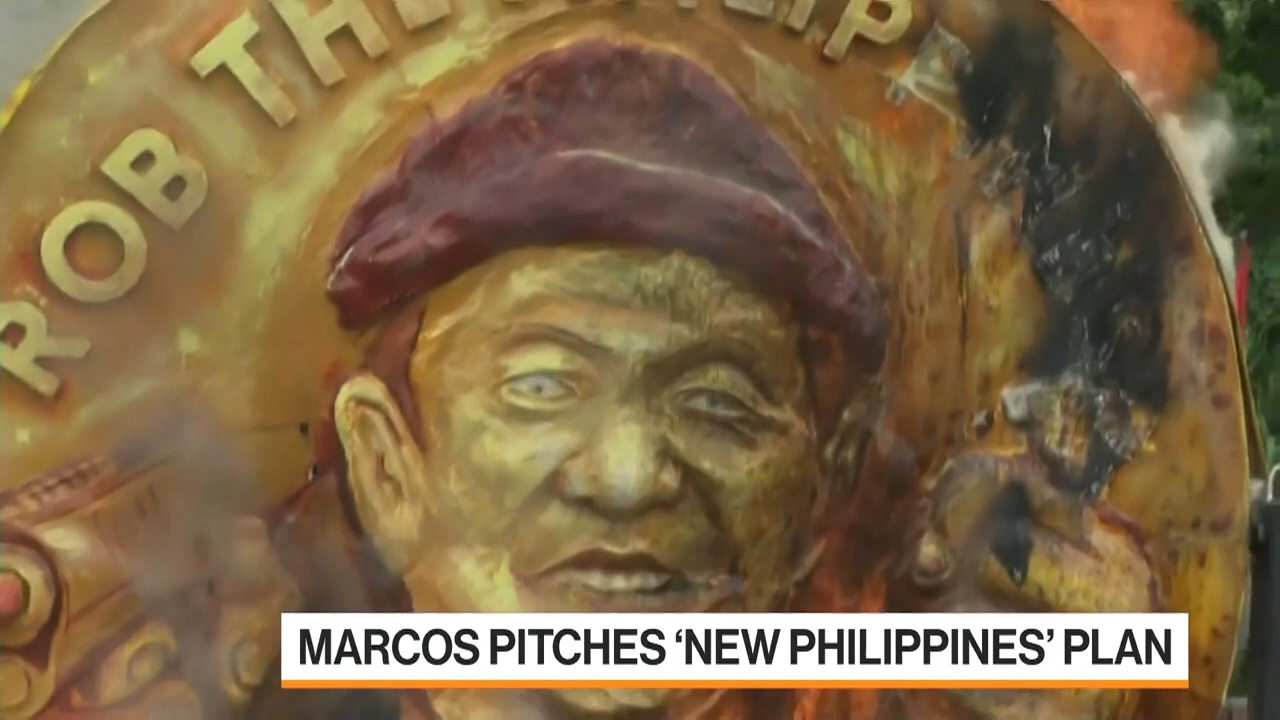 ROB THE
MARCOS PITCHES ‘NEW PHILIPPINES’ PLAN